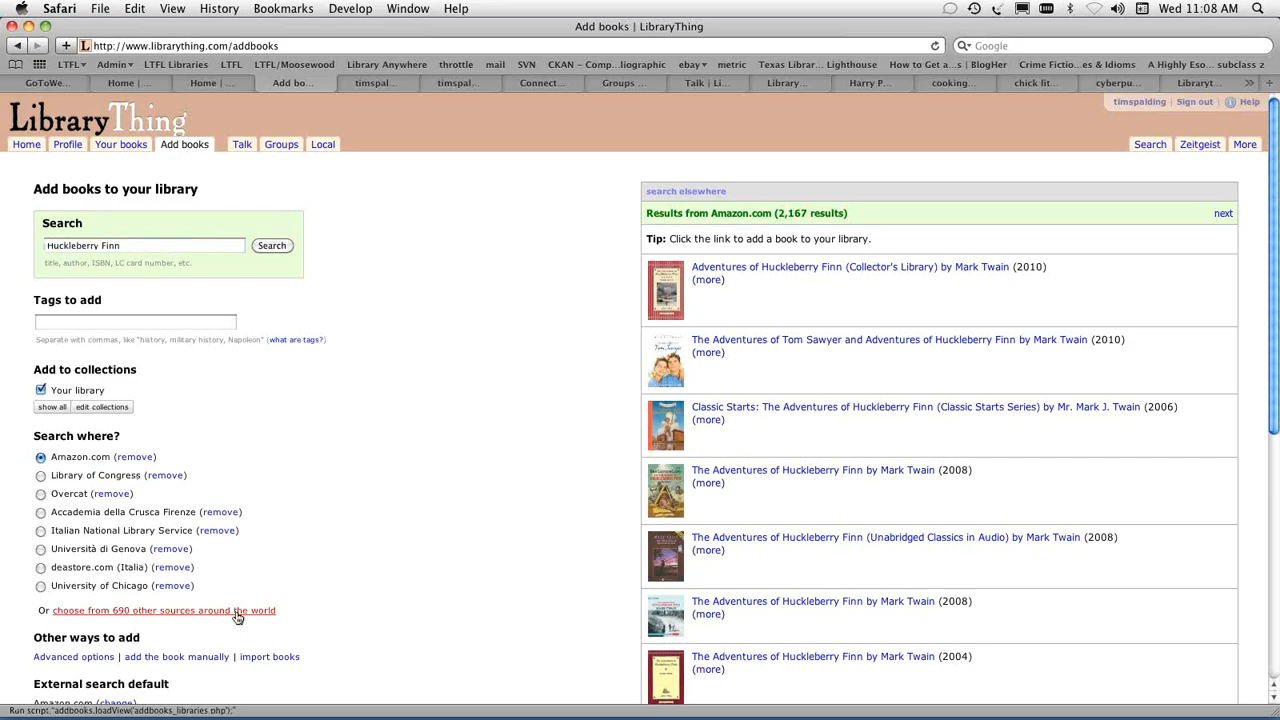 Safari File Edit View History Bookmarks Develop Window Help Wed 11:08 AM
Add books | LibraryThing
http://www.librarything.com/addbooks Google
LTFL Admin LTFL Libraries LTFL LTFL/Moosewood Library Anywhere throttle mail SVN CKAN - Comp...liographic ebay metric Texas Librar... Lighthouse How to Get a...s | BlogHer Crime Fictio...es & Idioms A Highly Eso... subclass z
GoToWe... Home |... Home |... Add bo... timspal... timspal... Connect... Groups ... Talk | Li... Library... Harry P... cooking... chick lit... cyberpu... Libraryt...
LibraryThing
timspalding Sign out Help
Home Profile Your books Add books Talk Groups Local Search Zeitgeist More
Add books to your library
Search
Huckleberry Finn Search
title, author, ISBN, LC card number, etc.
Tags to add
Separate with commas, like "history, military history, Napoleon" (what are tags?)
Add to collections
Your library
show all edit collections
Search where?
Amazon.com (remove)
Library of Congress (remove)
Overcat (remove)
Accademia della Crusca Firenze (remove)
Italian National Library Service (remove)
Università di Genova (remove)
deastore.com (Italia) (remove)
University of Chicago (remove)
Or choose from 690 other sources around the world
Other ways to add
Advanced options | add the book manually | import books
External search default
Amazon.com (change)
search elsewhere
Results from Amazon.com (2,167 results) next
Tip: Click the link to add a book to your library.
Adventures of Huckleberry Finn (Collector's Library) by Mark Twain (2010)
(more)
The Adventures of Tom Sawyer and Adventures of Huckleberry Finn by Mark Twain (2010)
(more)
Classic Starts: The Adventures of Huckleberry Finn (Classic Starts Series) by Mr. Mark J. Twain (2006)
(more)
The Adventures of Huckleberry Finn by Mark Twain (2008)
(more)
The Adventures of Huckleberry Finn (Unabridged Classics in Audio) by Mark Twain (2008)
(more)
The Adventures of Huckleberry Finn by Mark Twain (2008)
(more)
The Adventures of Huckleberry Finn by Mark Twain (2004)
(more)
Run script "addbooks.loadView('addbooks_libraries.php');"